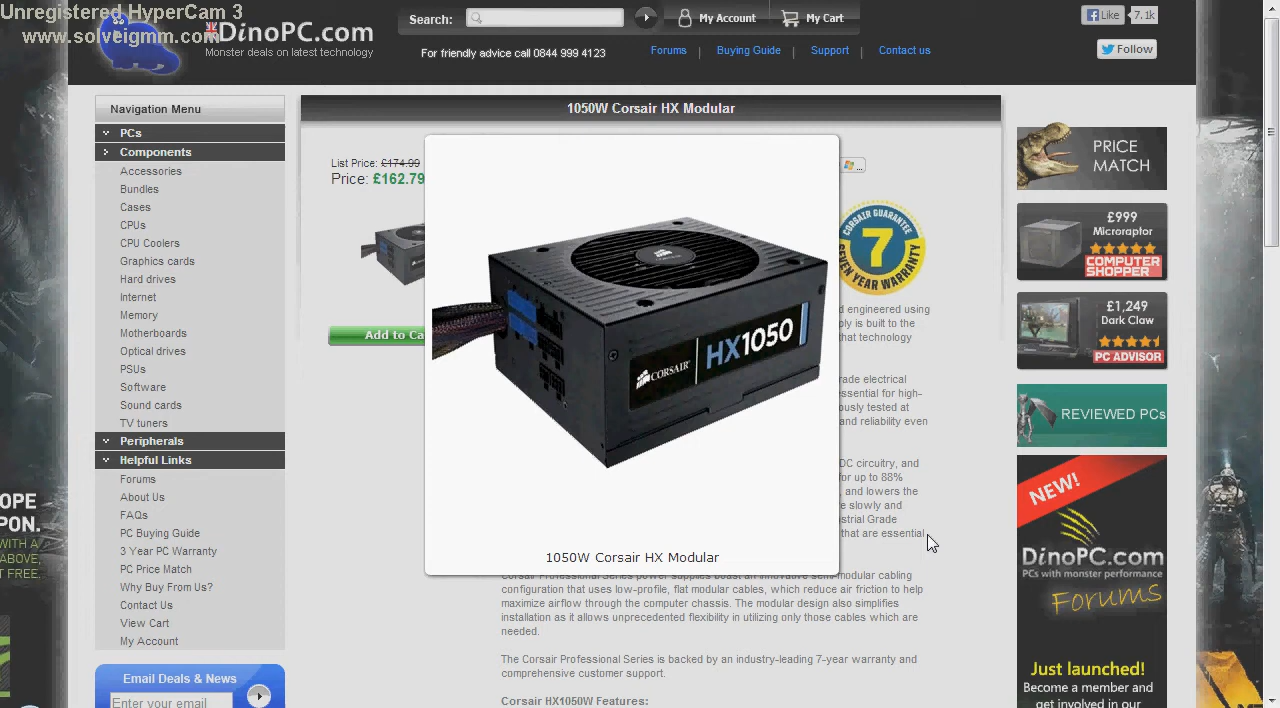 Unregistered HyperCam 3
www.solveigmm.com
DinoPC.com
Monster deals on latest technology
Search:
My Account
My Cart
For friendly advice call 0844 999 4123
Forums
Buying Guide
Support
Contact us
Like
7.1k
Follow
Navigation Menu
PCs
Components
Accessories
Bundles
Cases
CPUs
CPU Coolers
Graphics cards
Hard drives
Internet
Memory
Motherboards
Optical drives
PSUs
Software
Sound cards
TV tuners
Peripherals
Helpful Links
Forums
About Us
FAQs
PC Buying Guide
3 Year PC Warranty
PC Price Match
Why Buy From Us?
Contact Us
View Cart
My Account
Email Deals & News
Enter your email
OPE
PON.
WITH A
ABOVE,
T FREE.
1050W Corsair HX Modular
List Price: £174.99
Price: £162.79
Add to Ca
...
CORSAIR GUARANTEE
7
SEVEN YEAR WARRANTY
CORSAIR
HX1050
1050W Corsair HX Modular
d engineered using
ly is built to the
that technology
rade electrical
ssential for high-
ously tested at
and reliability even
DC circuitry, and
for up to 88%
, and lowers the
e slowly and
strial Grade
that are essential
Corsair Professional Series power supplies boast an innovative semi-modular cabling
configuration that uses low-profile, flat modular cables, which reduce air friction to help
maximize airflow through the computer chassis. The modular design also simplifies
installation as it allows unprecedented flexibility in utilizing only those cables which are
needed.
The Corsair Professional Series is backed by an industry-leading 7-year warranty and
comprehensive customer support.
Corsair HX1050W Features:
PRICE
MATCH
£999
Microraptor
COMPUTER
SHOPPER
£1,249
Dark Claw
PC ADVISOR
REVIEWED PCs
NEW!
DinoPC.com
PCs with monster performance
Forums
Just launched!
Become a member and
get involved in our